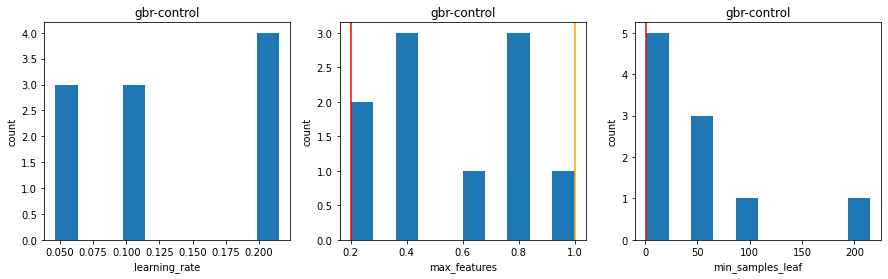 gbr-control
count
4.0
3.5
3.0
2.5
2.0
1.5
1.0
0.5
0.0
0.050 0.075 0.100 0.125 0.150 0.175 0.200
learning_rate
gbr-control
count
3.0
2.5
2.0
1.5
1.0
0.5
0.0
0.2 0.4 0.6 0.8 1.0
max_features
gbr-control
count
5
4
3
2
1
0
0 50 100 150 200
min_samples_leaf